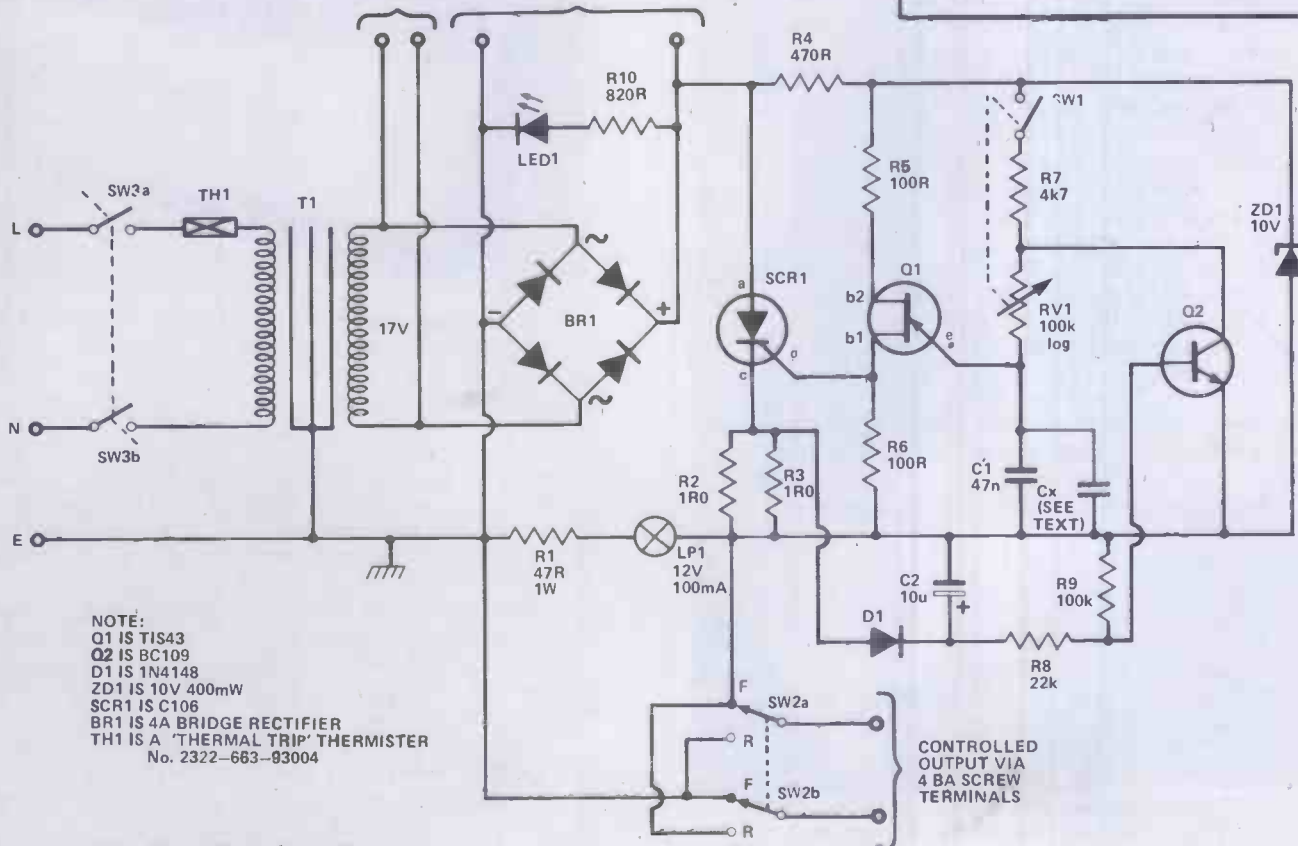 R4
470R
R10
820R
LED1
SW1
R5
100R
R7
4k7
ZD1
10V
SW3a
TH1
T1
L
17V
~
BR1
-
+
~
a
SCR1
c
b2
b1
Q1
e
RV1
100k
log
Q2
N
SW3b
R2
1R0
R3
1R0
R6
100R
C1
47n
Cx
(SEE
TEXT)
E
R1
47R
1W
LP1
12V
100mA
C2
10u
+
R9
100k
D1
R8
22k
NOTE:
Q1 IS TIS43
Q2 IS BC109
D1 IS 1N4148
ZD1 IS 10V 400mW
SCR1 IS C106
BR1 IS 4A BRIDGE RECTIFIER
TH1 IS A 'THERMAL TRIP' THERMISTER
No. 2322-663-93004
F
SW2a
R
F
SW2b
R
CONTROLLED
OUTPUT VIA
4 BA SCREW
TERMINALS